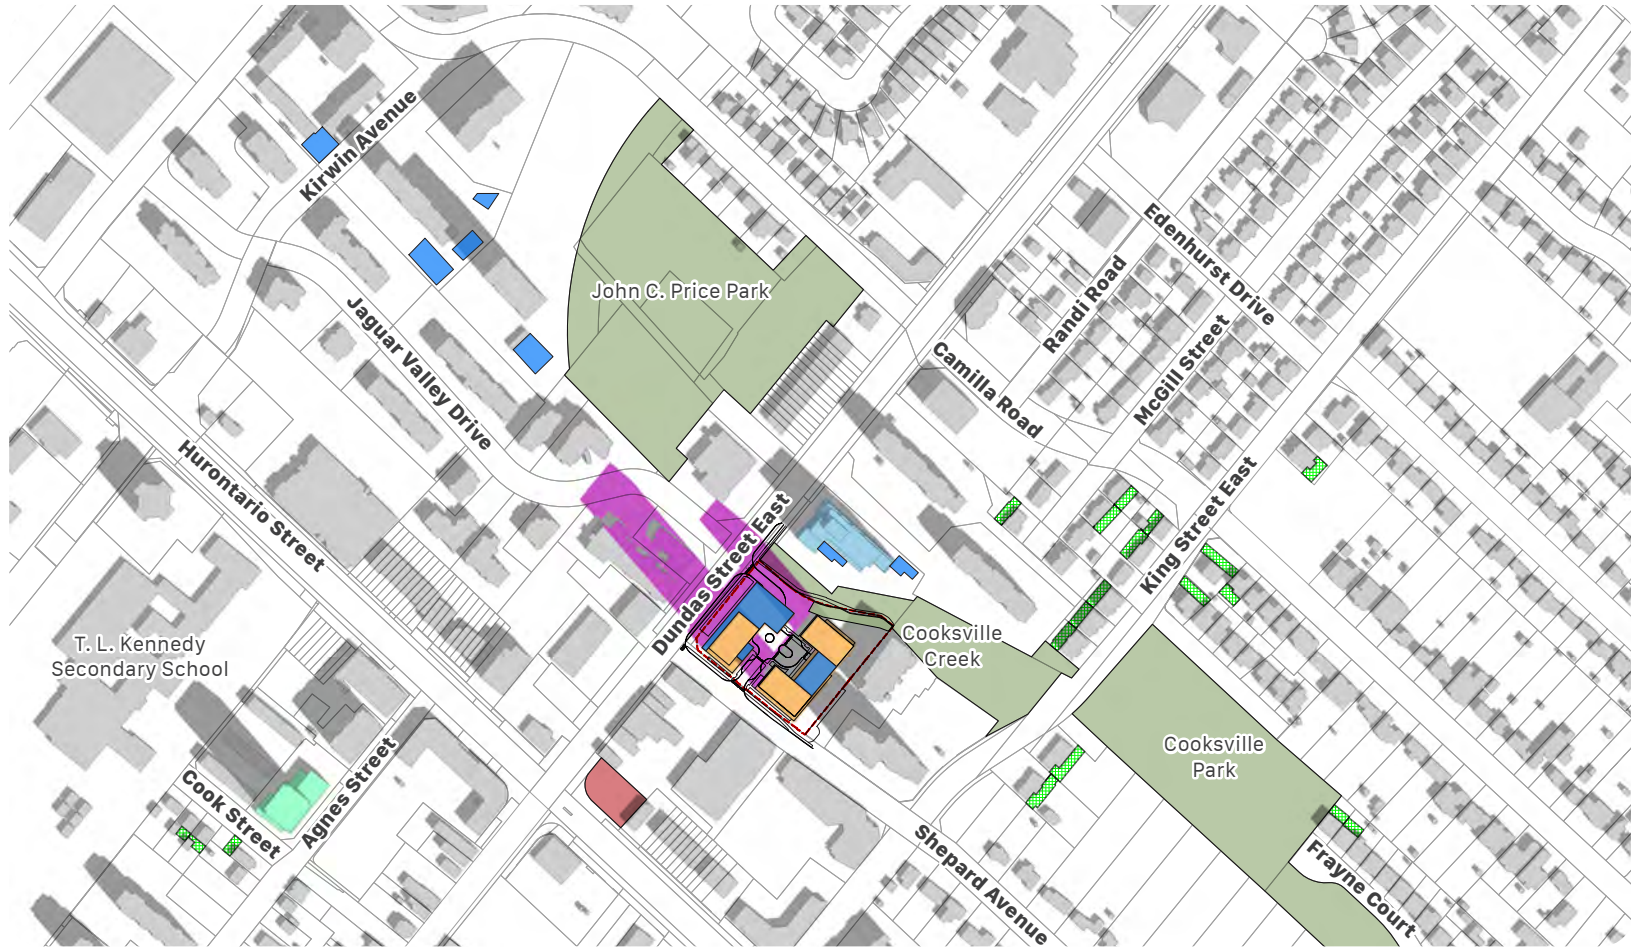 Kirwin Avenue
Edenhurst Drive
Randi Road
John C. Price Park
Jaguar Valley Drive
McGill Street
Camilla Road
Hurontario Street
King Street East
Dundas Street East
T. L. Kennedy
Secondary School
Cooksville
Creek
Cooksville
Park
Cook Street
Agnes Street
Shepard Avenue
Frayne Court